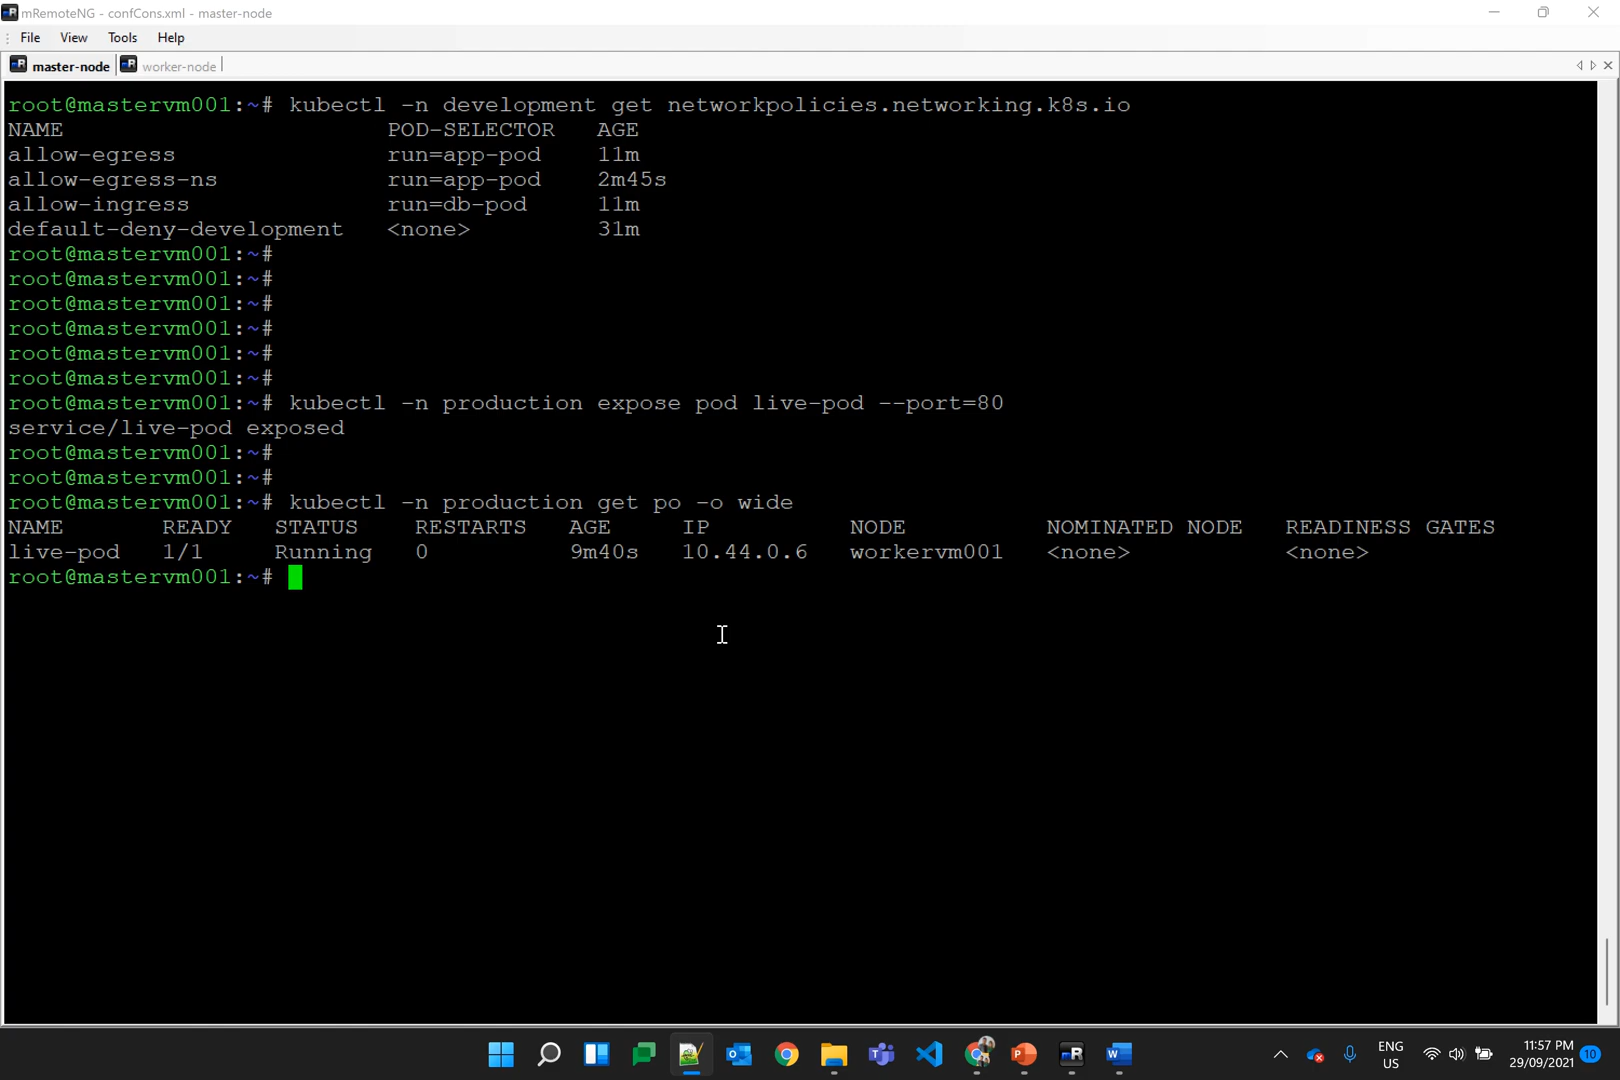 mRemoteNG - confCons.xml - master-node
File View Tools Help
master-node worker-node
root@mastervm001:~# kubectl -n development get networkpolicies.networking.k8s.io
NAME POD-SELECTOR AGE
allow-egress run=app-pod 11m
allow-egress-ns run=app-pod 2m45s
allow-ingress run=db-pod 11m
default-deny-development <none> 31m
root@mastervm001:~#
root@mastervm001:~#
root@mastervm001:~#
root@mastervm001:~#
root@mastervm001:~#
root@mastervm001:~#
root@mastervm001:~# kubectl -n production expose pod live-pod --port=80
service/live-pod exposed
root@mastervm001:~#
root@mastervm001:~#
root@mastervm001:~# kubectl -n production get po -o wide
NAME READY STATUS RESTARTS AGE IP NODE NOMINATED NODE READINESS GATES
live-pod 1/1 Running 0 9m40s 10.44.0.6 workervm001 <none> <none>
root@mastervm001:~#
ENG
US
11:57 PM
29/09/2021
10